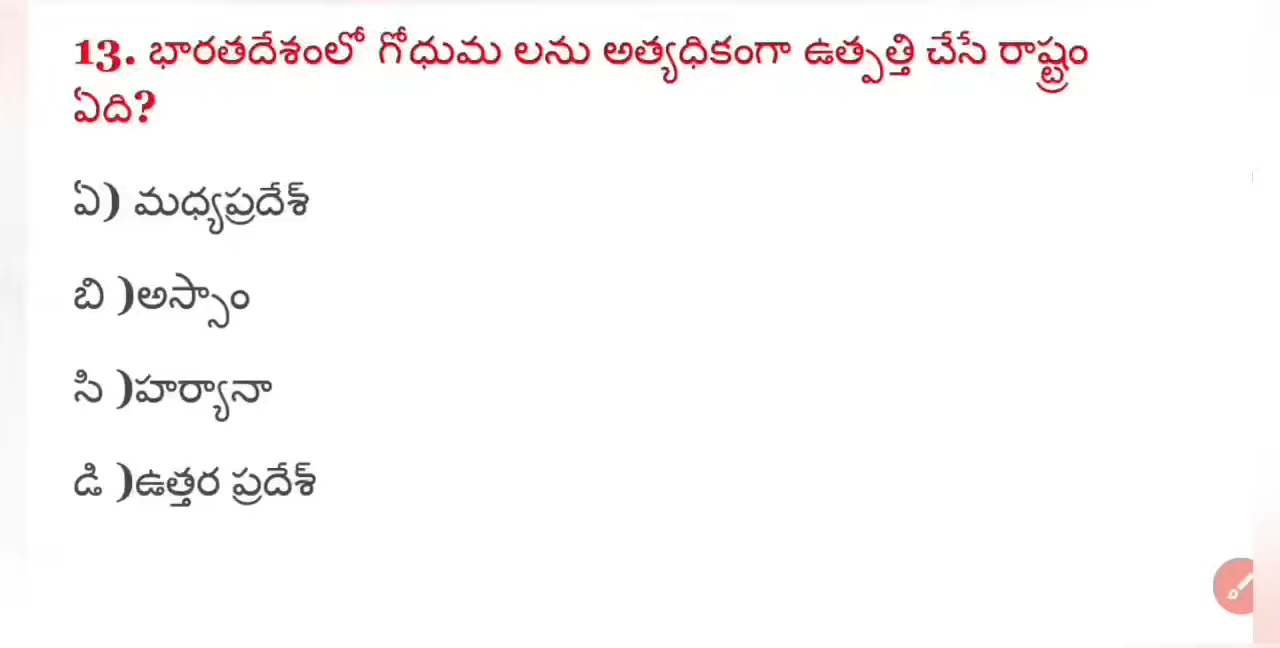 13. భారతదేశంలో గోధుమ లను అత్యధికంగా ఉత్పత్తి చేసే రాష్ట్రం
ఏది?
ఏ) మధ్యప్రదేశ్
బి )అస్సాం
సి )హర్యానా
డి )ఉత్తర ప్రదేశ్